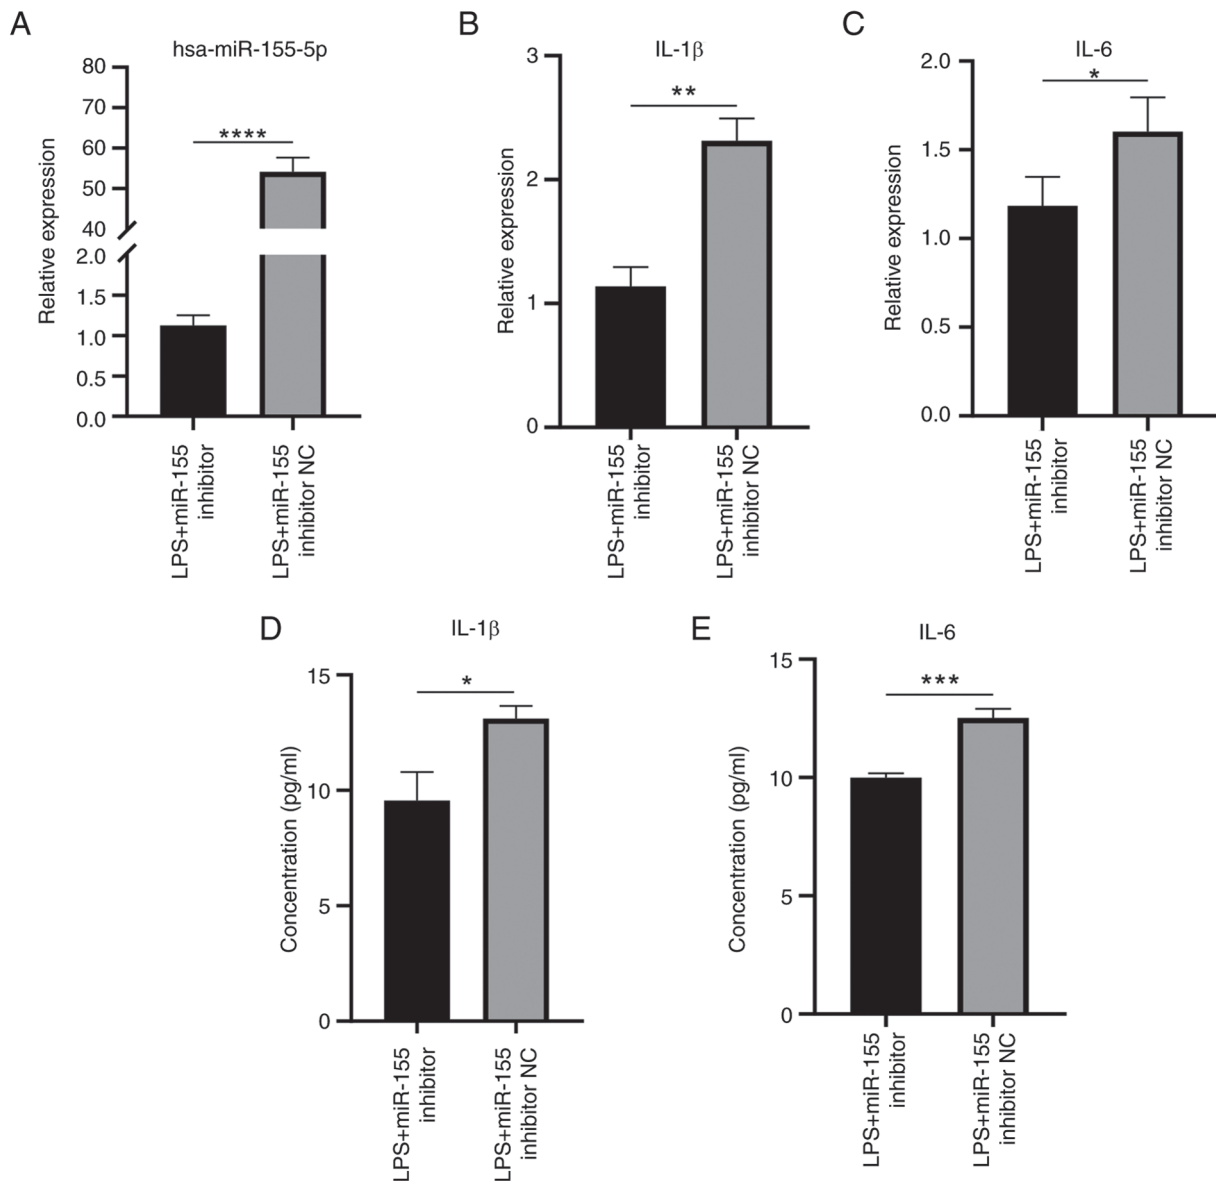 A
hsa-miR-155-5p
Relative expression
80
70
60
50
40
2.0
1.5
1.0
0.5
0.0
****
LPS+miR-155
inhibitor
LPS+miR-155
inhibitor NC
B
IL-1β
Relative expression
3
2
1
0
**
LPS+miR-155
inhibitor
LPS+miR-155
inhibitor NC
C
IL-6
Relative expression
2.0
1.5
1.0
0.5
0.0
*
LPS+miR-155
inhibitor
LPS+miR-155
inhibitor NC
D
IL-1β
Concentration (pg/ml)
15
10
5
0
*
LPS+miR-155
inhibitor
LPS+miR-155
inhibitor NC
E
IL-6
Concentration (pg/ml)
15
10
5
0
***
LPS+miR-155
inhibitor
LPS+miR-155
inhibitor NC